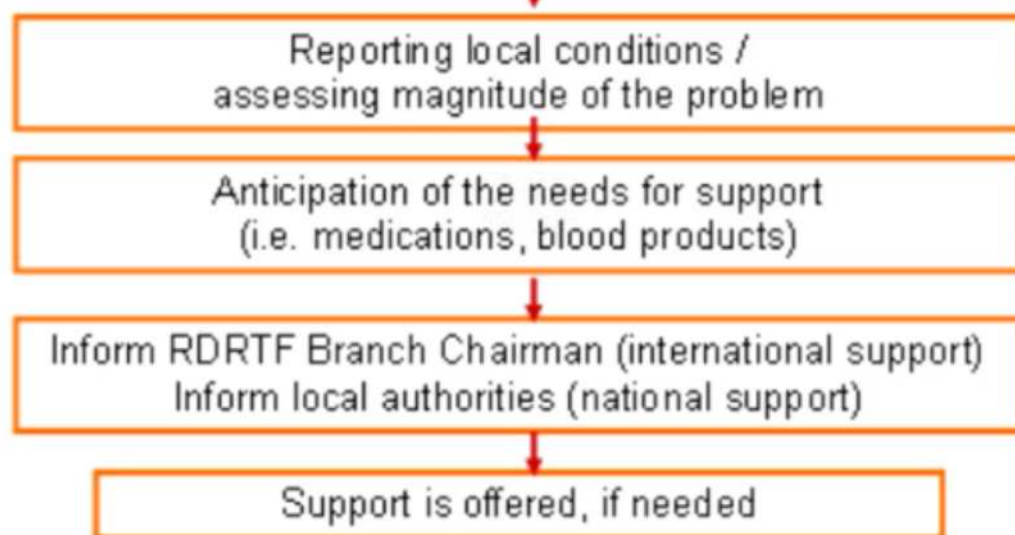 Reporting local conditions /
assessing magnitude of the problem
Anticipation of the needs for support
(i.e. medications, blood products)
Inform RDRTF Branch Chairman (international support)
Inform local authorities (national support)
Support is offered, if needed